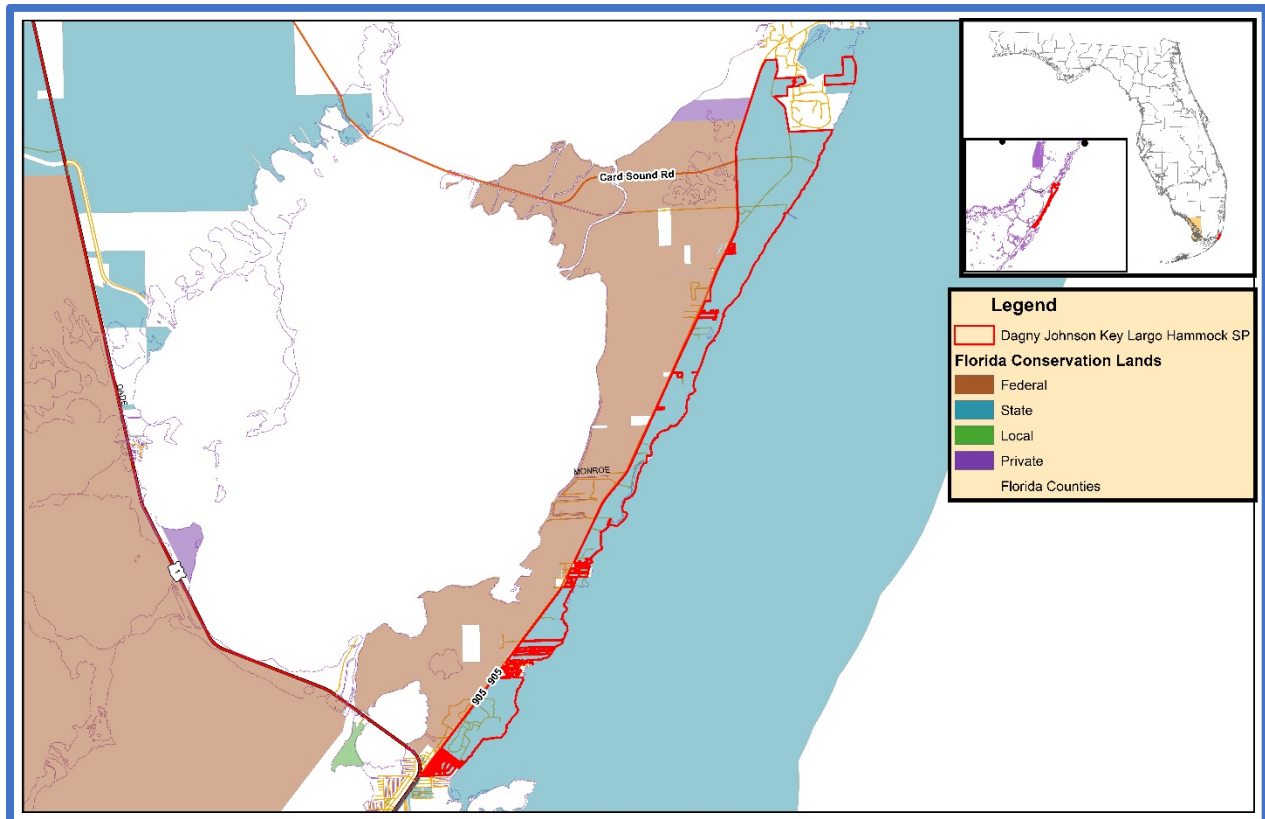 Card Sound Rd
DADE
MONROE
1
905
905
Legend
Dagny Johnson Key Largo Hammock SP
Florida Conservation Lands
Federal
State
Local
Private
Florida Counties